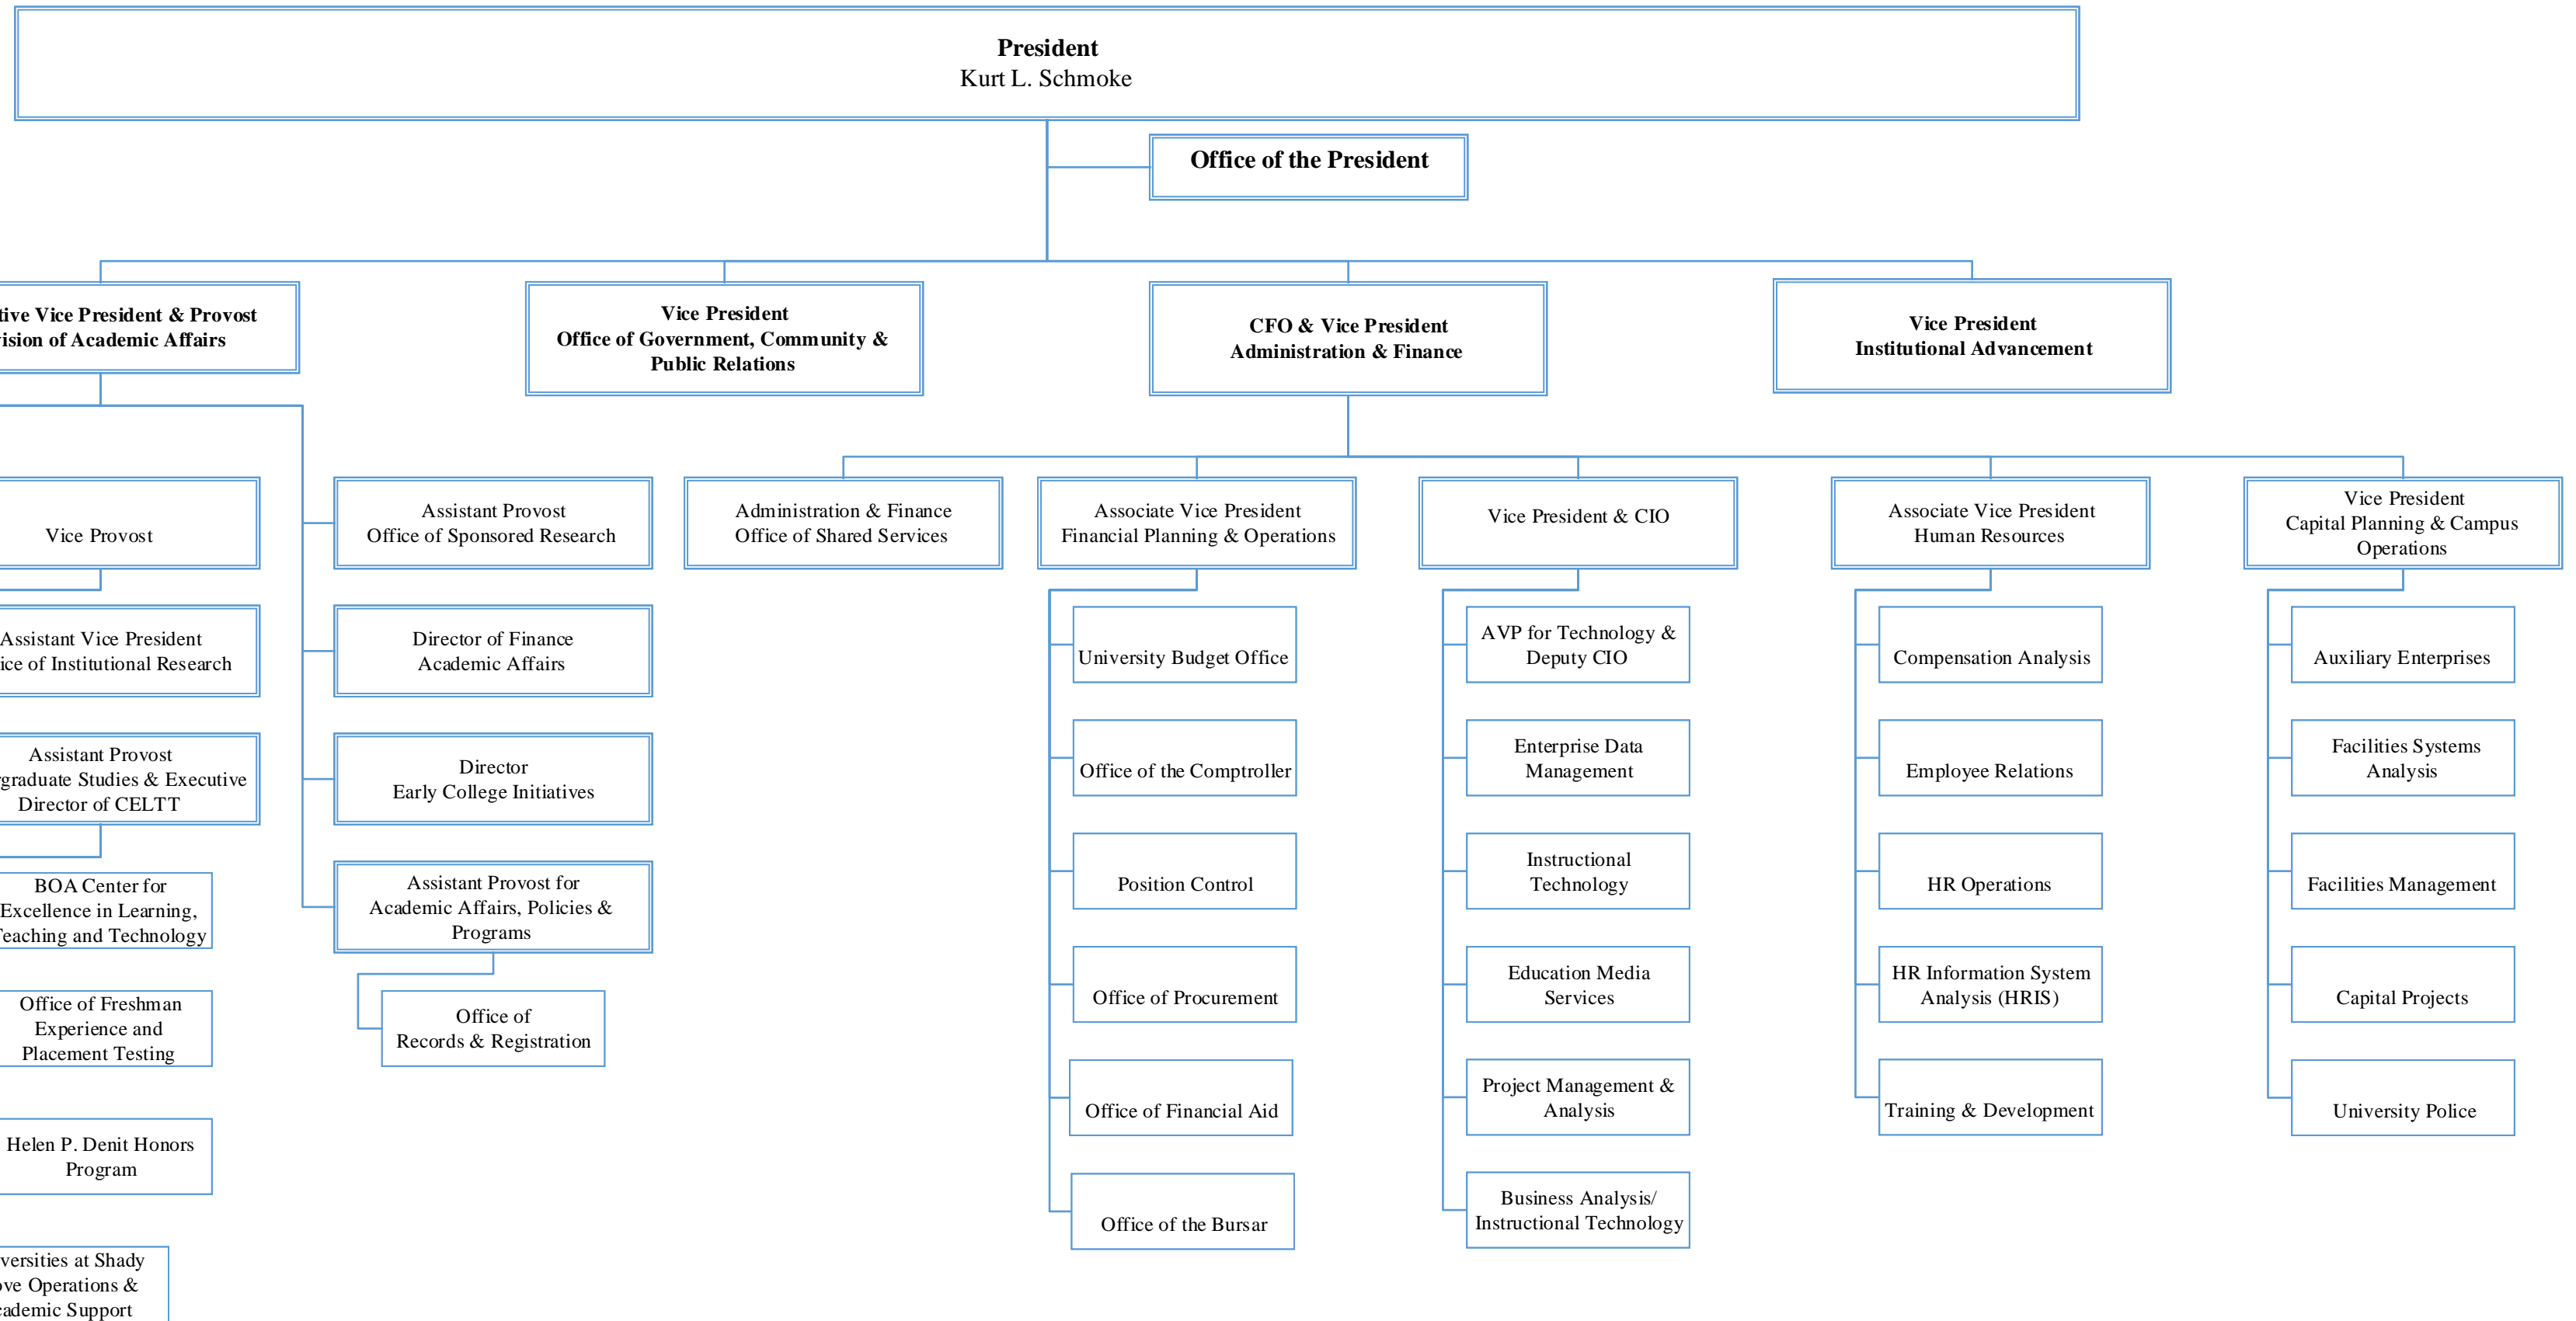 President
Kurt L. Schmoke
Office of the President
Vice President & Provost
of Academic Affairs
Vice President
Office of Government, Community &
Public Relations
CFO & Vice President
Administration & Finance
Vice President
Institutional Advancement
Vice Provost
Assistant Provost
Office of Sponsored Research
Administration & Finance
Office of Shared Services
Associate Vice President
Financial Planning & Operations
Vice President & CIO
Associate Vice President
Human Resources
Vice President
Capital Planning & Campus
Operations
Assistant Vice President
of Institutional Research
Director of Finance
Academic Affairs
Assistant Provost
Studies & Executive
Director of CELTT
Director
Early College Initiatives
BOA Center for
Excellence in Learning,
Teaching and Technology
Assistant Provost for
Academic Affairs, Policies &
Programs
Office of Freshman
Experience and
Placement Testing
Office of
Records & Registration
Helen P. Denit Honors
Program
at Shady
Operations &
Support
University Budget Office
Office of the Comptroller
Position Control
Office of Procurement
Office of Financial Aid
Office of the Bursar
AVP for Technology &
Deputy CIO
Enterprise Data
Management
Instructional
Technology
Education Media
Services
Project Management &
Analysis
Business Analysis/
Instructional Technology
Compensation Analysis
Employee Relations
HR Operations
HR Information System
Analysis (HRIS)
Training & Development
Auxiliary Enterprises
Facilities Systems
Analysis
Facilities Management
Capital Projects
University Police